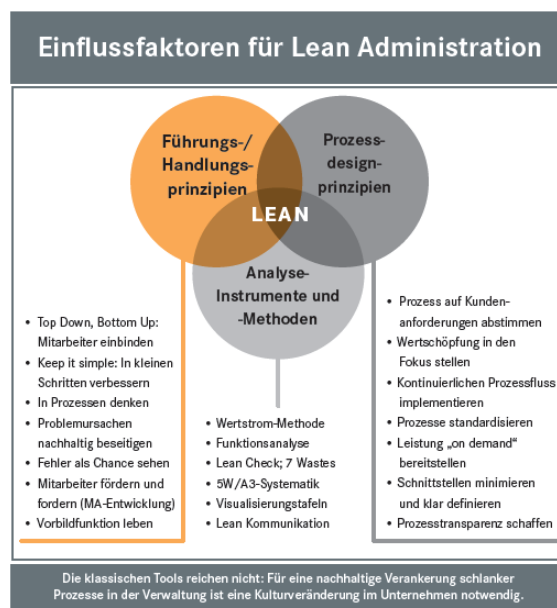 Einflussfaktoren für Lean Administration
Führungs-/
Handlungs-
prinzipien
Prozess-
design-
prinzipien
LEAN
Analyse-
Instrumente und
-Methoden
• Top Down, Bottom Up:
Mitarbeiter einbinden
• Keep it simple: In kleinen
Schritten verbessern
• In Prozessen denken
• Problemursachen
nachhaltig beseitigen
• Fehler als Chance sehen
• Mitarbeiter fördern und
fordern (MA-Entwicklung)
• Vorbildfunktion leben
• Wertstrom-Methode
• Funktionsanalyse
• Lean Check; 7 Wastes
• 5W/A3-Systematik
• Visualisierungstafeln
• Lean Kommunikation
• Prozess auf Kunden-
anforderungen abstimmen
• Wertschöpfung in den
Fokus stellen
• Kontinuierlichen Prozessfluss
implementieren
• Prozesse standardisieren
• Leistung „on demand“
bereitstellen
• Schnittstellen minimieren
und klar definieren
• Prozesstransparenz schaffen
Die klassischen Tools reichen nicht: Für eine nachhaltige Verankerung schlanker
Prozesse in der Verwaltung ist eine Kulturveränderung im Unternehmen notwendig.